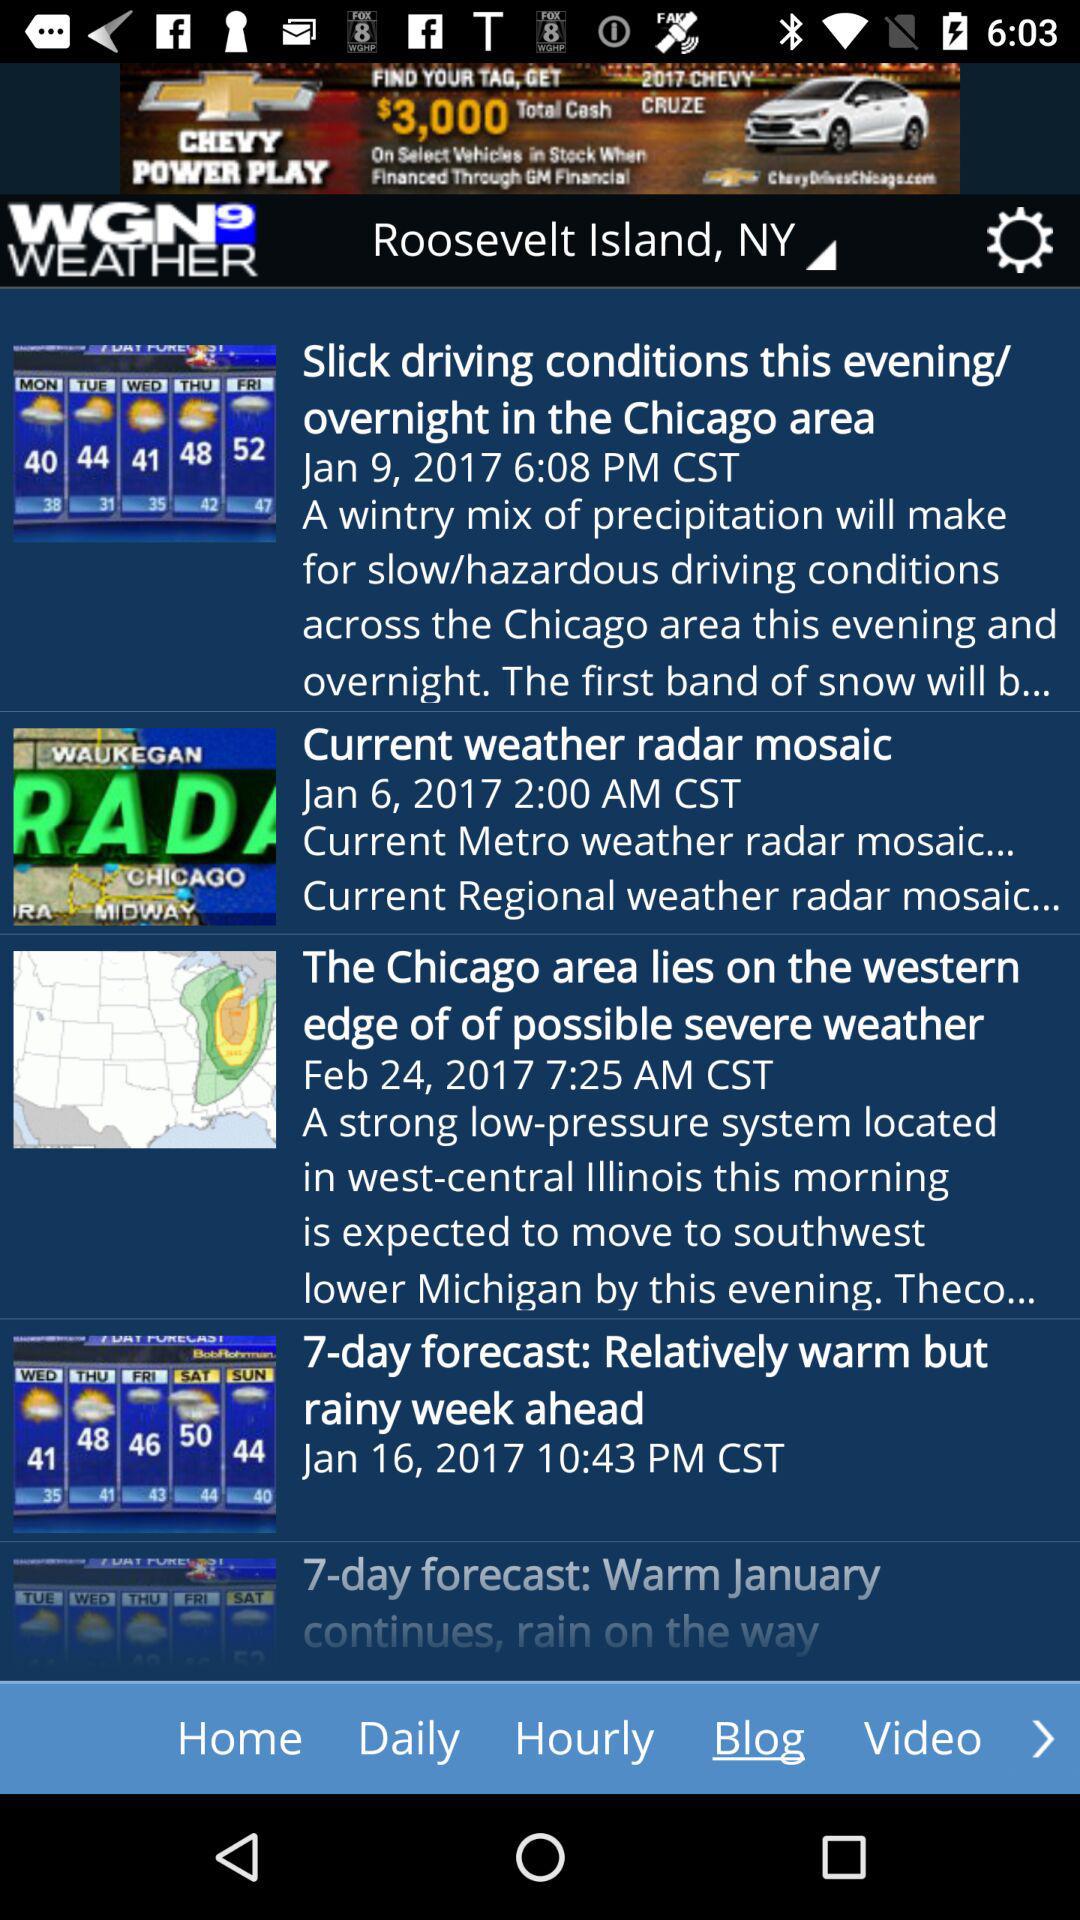 FOX 8 WGHP
FOX 8 WGHP
FAKE
6:03
CHEVY
POWER PLAY
FIND YOUR TAG, GET
$3,000 Total Cash
On Select Vehicles in Stock When
Financed Through GM Financial
2017 CHEVY
CRUZE
ChevyDrivesChicago.com
WGN9
WEATHER
Roosevelt Island, NY
7 DAY FORECAST
MON TUE WED THU FRI
40 44 41 48 52
38 31 35 42 47
Slick driving conditions this evening/
overnight in the Chicago area
Jan 9, 2017 6:08 PM CST
A wintry mix of precipitation will make
for slow/hazardous driving conditions
across the Chicago area this evening and
overnight. The first band of snow will b...
WAUKEGAN
RADA
CHICAGO
MIDWAY
Current weather radar mosaic
Jan 6, 2017 2:00 AM CST
Current Metro weather radar mosaic...
Current Regional weather radar mosaic...
The Chicago area lies on the western
edge of of possible severe weather
Feb 24, 2017 7:25 AM CST
A strong low-pressure system located
in west-central Illinois this morning
is expected to move to southwest
lower Michigan by this evening. Theco...
7 DAY FORECAST
BobRohrman
WED THU FRI SAT SUN
41 48 46 50 44
35 41 43 44 40
7-day forecast: Relatively warm but
rainy week ahead
Jan 16, 2017 10:43 PM CST
7 DAY FORECAST
TUE WED THU FRI SAT
7-day forecast: Warm January
continues, rain on the way
Home Daily Hourly Blog Video